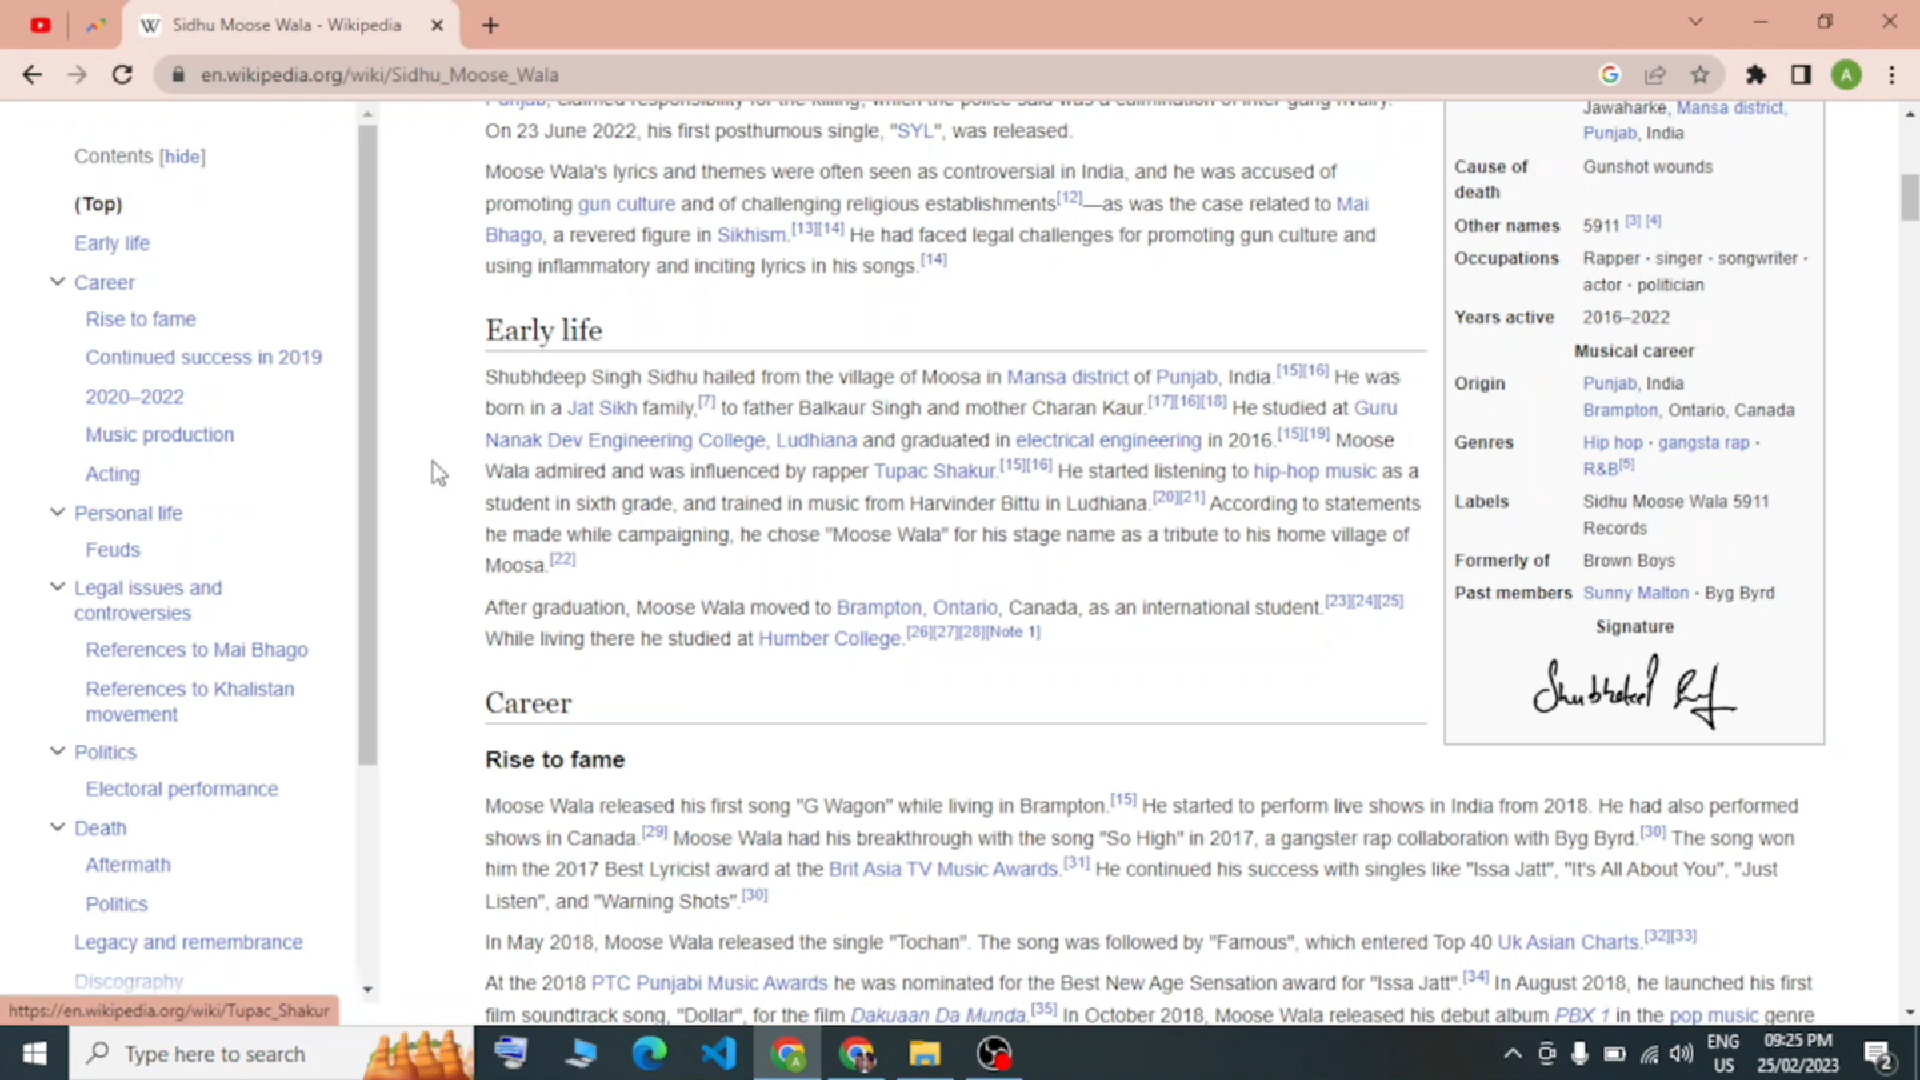 Sidhu Moose Wala - Wikipedia
en.wikipedia.org/wiki/Sidhu_Moose_Wala
A
Contents [hide]
(Top)
Early life
Career
Rise to fame
Continued success in 2019
2020–2022
Music production
Acting
Personal life
Feuds
Legal issues and
controversies
References to Mai Bhago
References to Khalistan
movement
Politics
Electoral performance
Death
Aftermath
Politics
Legacy and remembrance
Discography
Punjab, claimed responsibility for the killing, which the police said was a culmination of inter-gang rivalry.
On 23 June 2022, his first posthumous single, "SYL", was released.
Moose Wala's lyrics and themes were often seen as controversial in India, and he was accused of
promoting gun culture and of challenging religious establishments[12]—as was the case related to Mai
Bhago, a revered figure in Sikhism.[13][14] He had faced legal challenges for promoting gun culture and
using inflammatory and inciting lyrics in his songs.[14]
Early life
Shubhdeep Singh Sidhu hailed from the village of Moosa in Mansa district of Punjab, India.[15][16] He was
born in a Jat Sikh family,[7] to father Balkaur Singh and mother Charan Kaur.[17][16][18] He studied at Guru
Nanak Dev Engineering College, Ludhiana and graduated in electrical engineering in 2016.[15][19] Moose
Wala admired and was influenced by rapper Tupac Shakur.[15][16] He started listening to hip-hop music as a
student in sixth grade, and trained in music from Harvinder Bittu in Ludhiana.[20][21] According to statements
he made while campaigning, he chose "Moose Wala" for his stage name as a tribute to his home village of
Moosa.[22]
After graduation, Moose Wala moved to Brampton, Ontario, Canada, as an international student.[23][24][25]
While living there he studied at Humber College.[26][27][28][Note 1]
Career
Rise to fame
Moose Wala released his first song "G Wagon" while living in Brampton.[15] He started to perform live shows in India from 2018. He had also performed
shows in Canada.[29] Moose Wala had his breakthrough with the song "So High" in 2017, a gangster rap collaboration with Byg Byrd.[30] The song won
him the 2017 Best Lyricist award at the Brit Asia TV Music Awards.[31] He continued his success with singles like "Issa Jatt", "It's All About You", "Just
Listen", and "Warning Shots".[30]
In May 2018, Moose Wala released the single "Tochan". The song was followed by "Famous", which entered Top 40 Uk Asian Charts.[32][33]
At the 2018 PTC Punjabi Music Awards he was nominated for the Best New Age Sensation award for "Issa Jatt".[34] In August 2018, he launched his first
film soundtrack song, "Dollar", for the film Dakuaan Da Munda.[35] In October 2018, Moose Wala released his debut album PBX 1 in the pop music genre
Jawaharke, Mansa district,
Punjab, India
Cause of death Gunshot wounds
Other names 5911 [3] [4]
Occupations Rapper · singer · songwriter ·
actor · politician
Years active 2016–2022
Musical career
Origin Punjab, India
Brampton, Ontario, Canada
Genres Hip hop · gangsta rap ·
R&B[5]
Labels Sidhu Moose Wala 5911
Records
Formerly of Brown Boys
Past members Sunny Malton · Byg Byrd
Signature
https://en.wikipedia.org/wiki/Tupac_Shakur
Type here to search
ENG
US
09:25 PM
25/02/2023
2